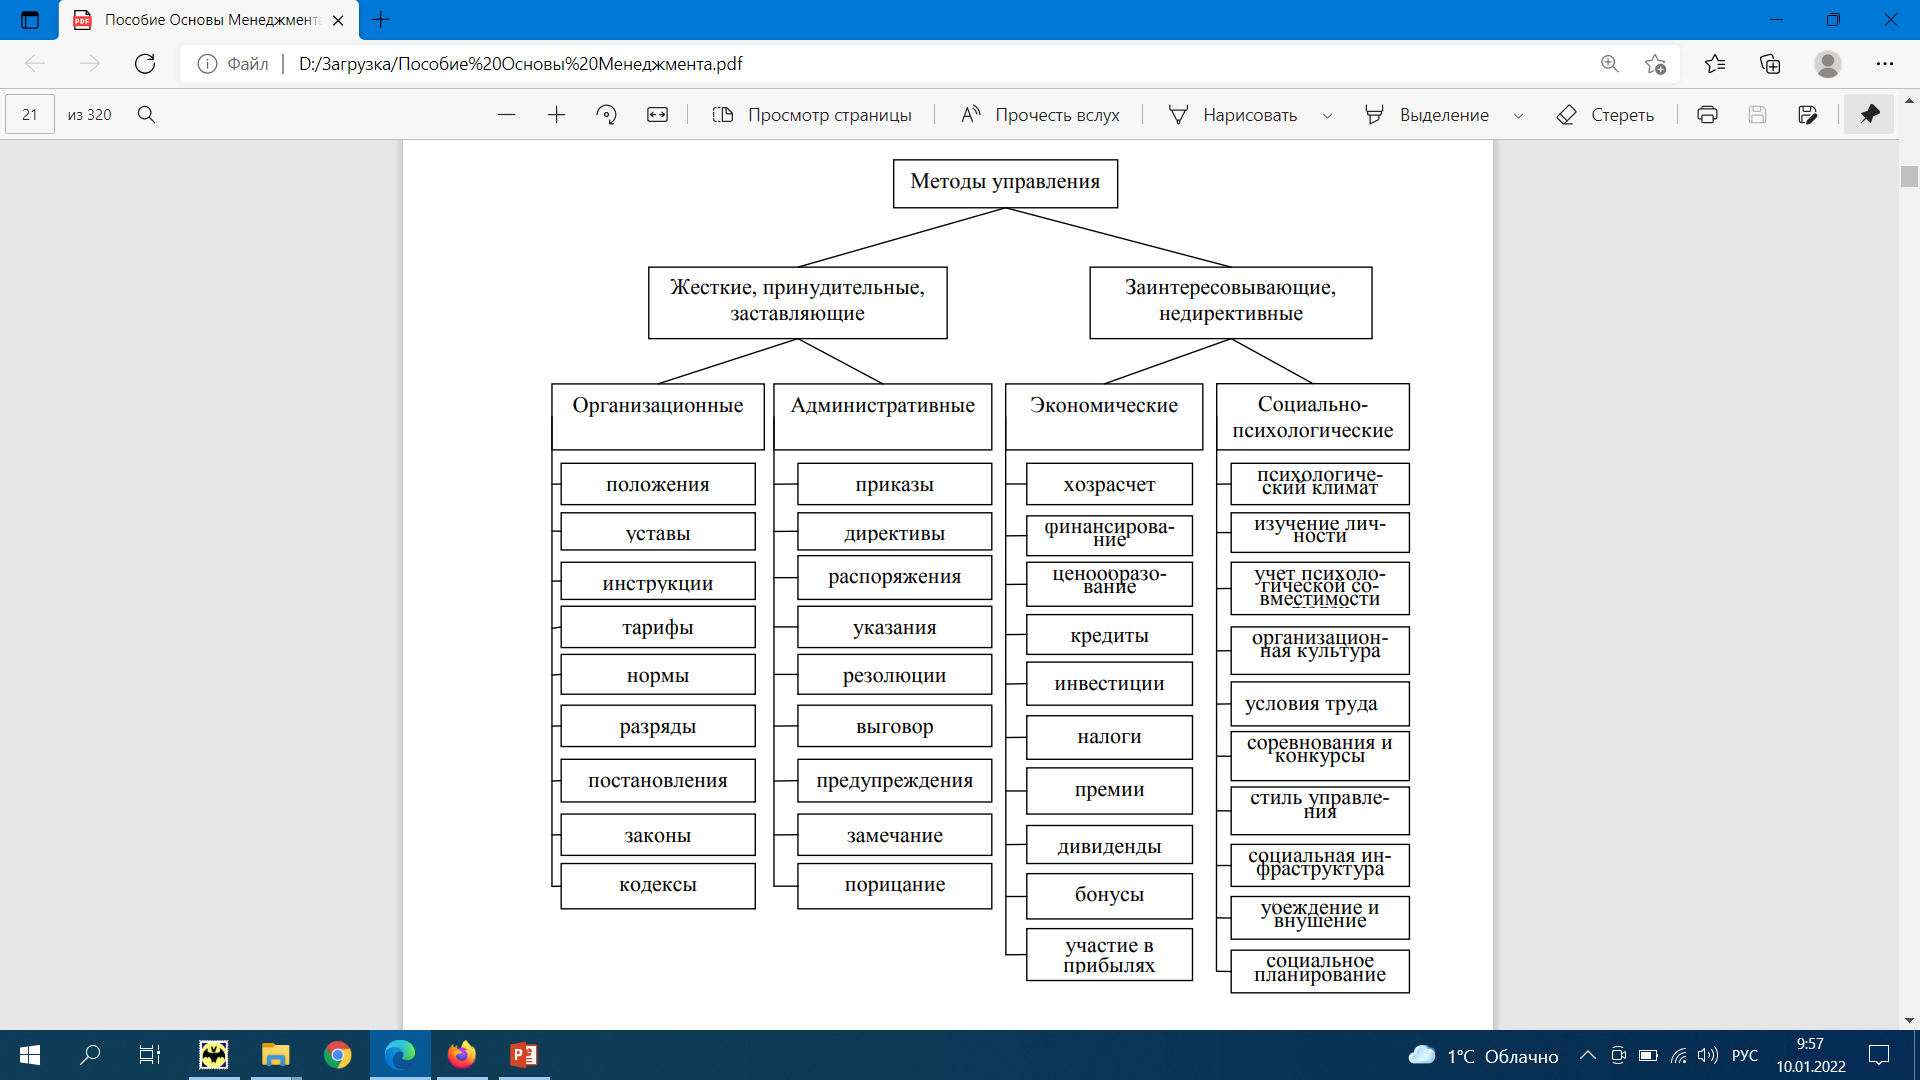 Пособие Основы Менеджмент
Файл
D:/Загрузка/Пособие%20Основы%20Менеджмента.pdf
21
из 320
Просмотр страницы
Прочесть вслух
Нарисовать
Выделение
Стереть
Методы управления
Жесткие, принудительные,
заставляющие
Заинтересовывающие,
недирективные
Организационные
положения
уставы
инструкции
тарифы
нормы
разряды
постановления
законы
кодексы
Административные
приказы
директивы
распоряжения
указания
резолюции
выговор
предупреждения
замечание
порицание
Экономические
хозрасчет
финансирова-
ние
ценообразо-
вание
кредиты
инвестиции
налоги
премии
дивиденды
бонусы
участие в
прибылях
Социально-
психологические
психологиче-
ский климат
изучение лич-
ности
учет психоло-
гической со-
вместимости
организацион-
ная культура
условия труда
соревнования и
конкурсы
стиль управле-
ния
социальная ин-
фраструктура
убеждение и
внушение
социальное
планирование
1°C Облачно
РУС
9:57
10.01.2022